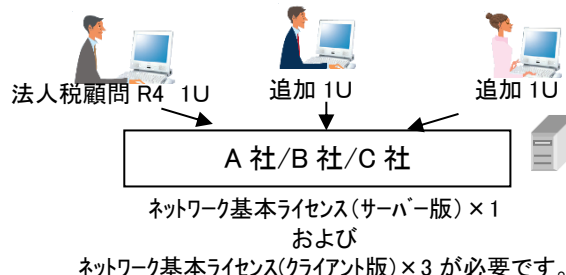 法人税顧問 R4 1U
追加 1U
追加 1U
A 社/B 社/C 社
ネットワーク基本ライセンス(サーバー版)×1
および
ネットワーク基本ライセンス(クライアント版)×3 が必要です。